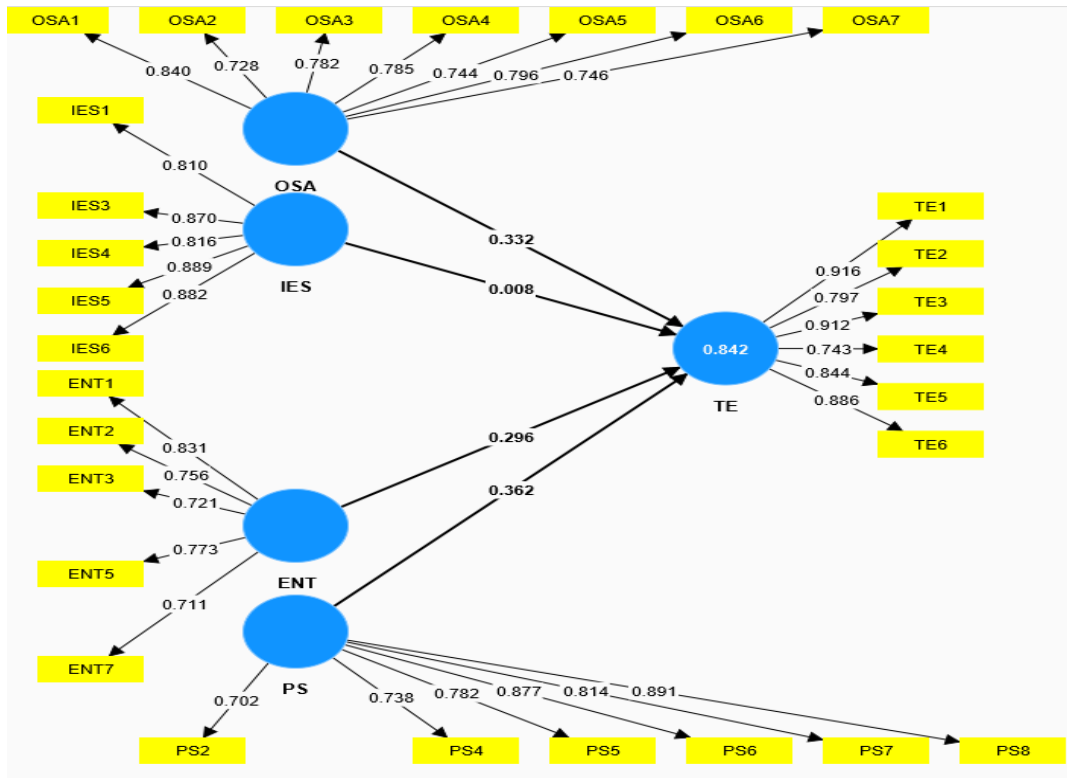 OSA1 OSA2 OSA3 OSA4 OSA5 OSA6 OSA7
0.840 0.728 0.782 0.785 0.744 0.796 0.746
IES1
0.810
OSA
IES3
0.870
IES4
0.816
IES5
0.889
IES6
0.882
IES
0.332
0.008
TE1
0.916
TE2
0.797
TE3
0.912
TE4
0.743
TE5
0.844
TE6
0.886
0.842
TE
ENT1
0.831
ENT2
0.756
ENT3
0.721
ENT5
0.773
ENT7
0.711
ENT
0.296
0.362
PS
0.702 0.738 0.782 0.877 0.814 0.891
PS2 PS4 PS5 PS6 PS7 PS8